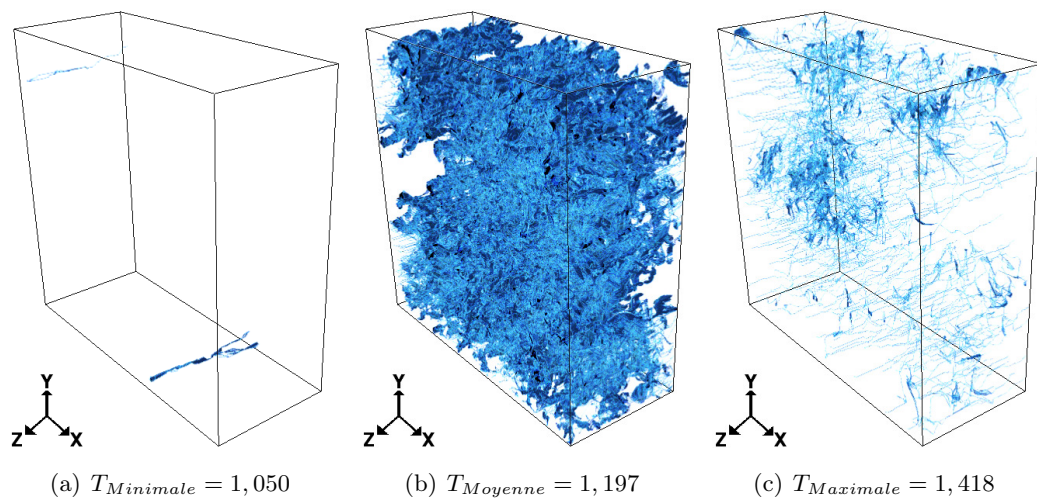 Y
Z X
Y
Z X
Y
Z X
(a) T_{Minimale} = 1,050
(b) T_{Moyenne} = 1,197
(c) T_{Maximale} = 1,418